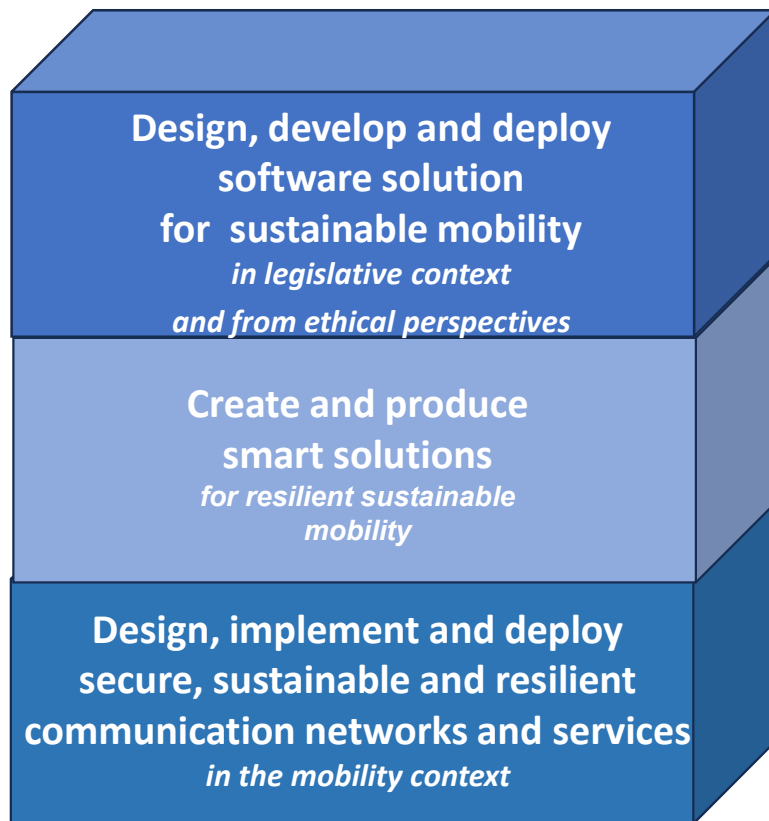 Design, develop and deploy
software solution
for  sustainable mobility
in legislative context
and from ethical perspectives
Create and produce
smart solutions
for resilient sustainable
mobility
Design, implement and deploy
secure, sustainable and resilient
communication networks and services
in the mobility context